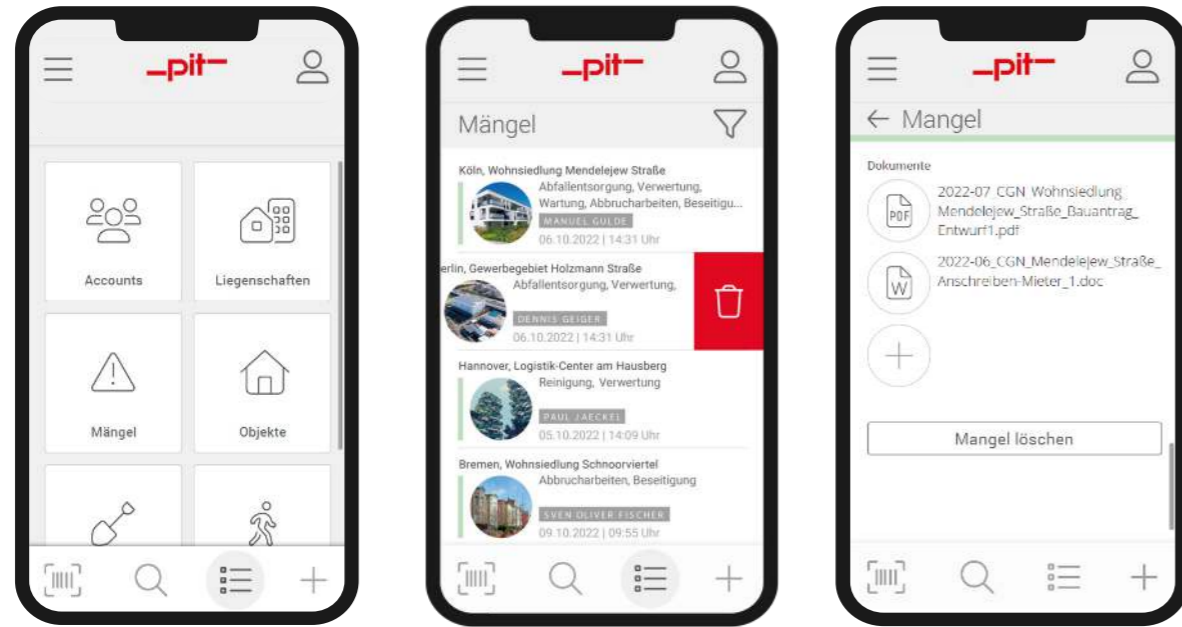 _pit‾
Accounts
Liegenschaften
Mängel
Objekte
_pit‾
Mängel
Köln, Wohnsiedlung Mendelejew Straße
Abfallentsorgung, Verwertung,
Wartung, Abbrucharbeiten, Beseitigu...
MANUEL GULDE
06.10.2022 | 14:31 Uhr
erlin, Gewerbegebiet Holzmann Straße
Abfallentsorgung, Verwertung,
DENNIS GEIGER
06.10.2022 | 14:31 Uhr
Hannover, Logistik-Center am Hausberg
Reinigung, Verwertung
PAUL JAECKEL
05.10.2022 | 14:09 Uhr
Bremen, Wohnsiedlung Schnoorviertel
Abbrucharbeiten, Beseitigung
SVEN OLIVER FISCHER
09.10.2022 | 09:55 Uhr
_pit‾
← Mangel
Dokumente
PDF
2022-07_CGN_Wohnsiedlung_
Mendelejew_Straße_Bauantrag_
Entwurf1.pdf
W
2022-06_CGN_Mendelejew_Straße_
Anschreiben-Mieter_1.doc
Mangel löschen